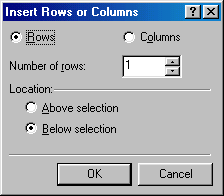 Insert Rows or Columns
Rows Columns
Number of rows: 1
Location:
Above selection
Below selection
OK Cancel